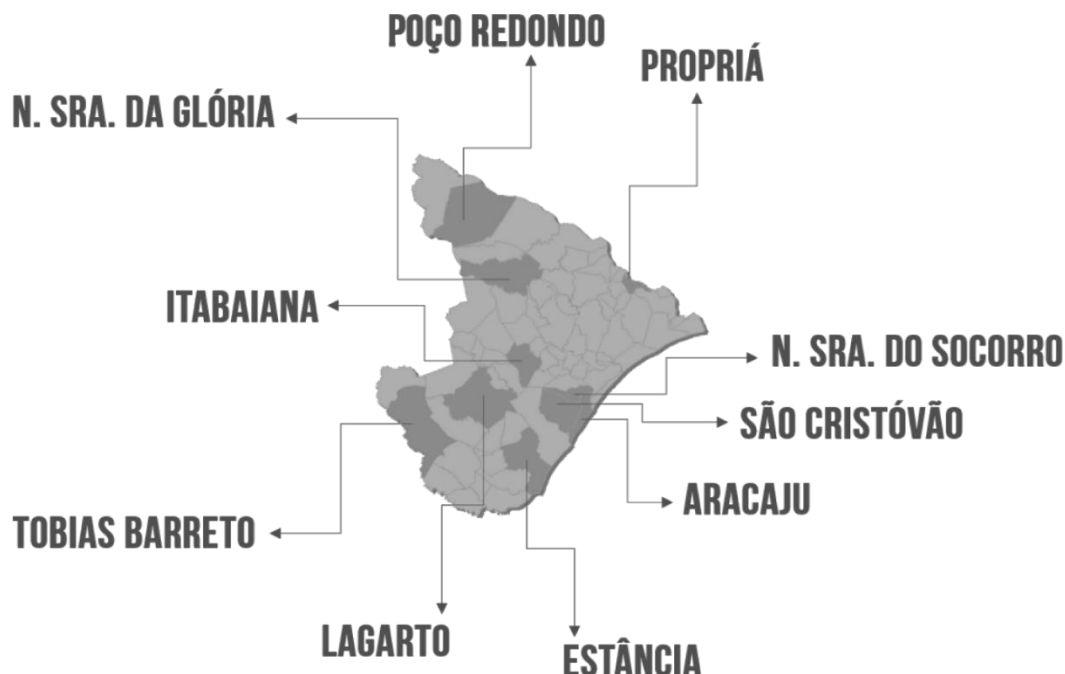 POÇO REDONDO
PROPRIÁ
N. SRA. DA GLÓRIA
ITABAIANA
N. SRA. DO SOCORRO
SÃO CRISTÓVÃO
ARACAJU
TOBIAS BARRETO
LAGARTO
ESTÂNCIA